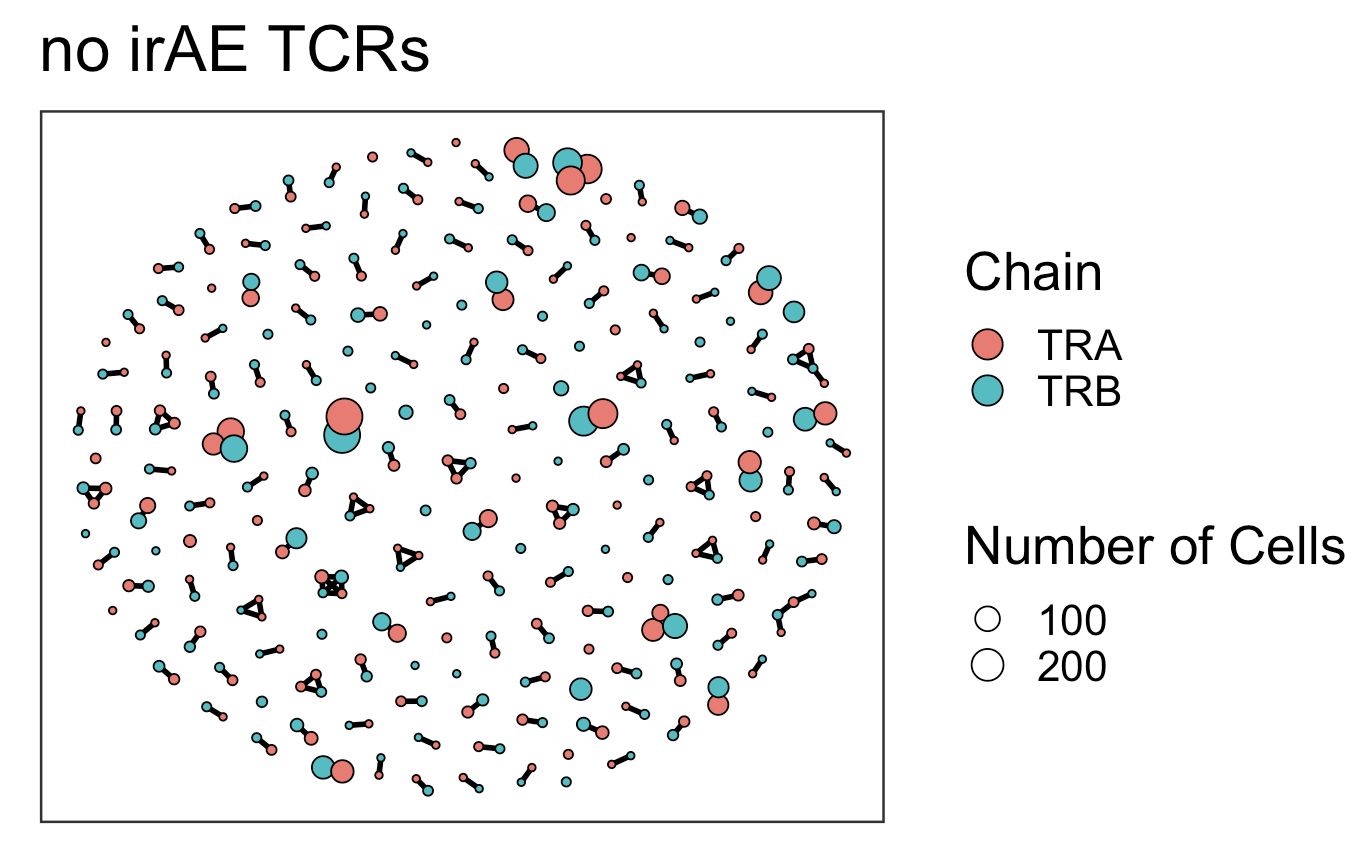 no irAE TCRs
Chain
TRA
TRB
Number of Cells
100
200